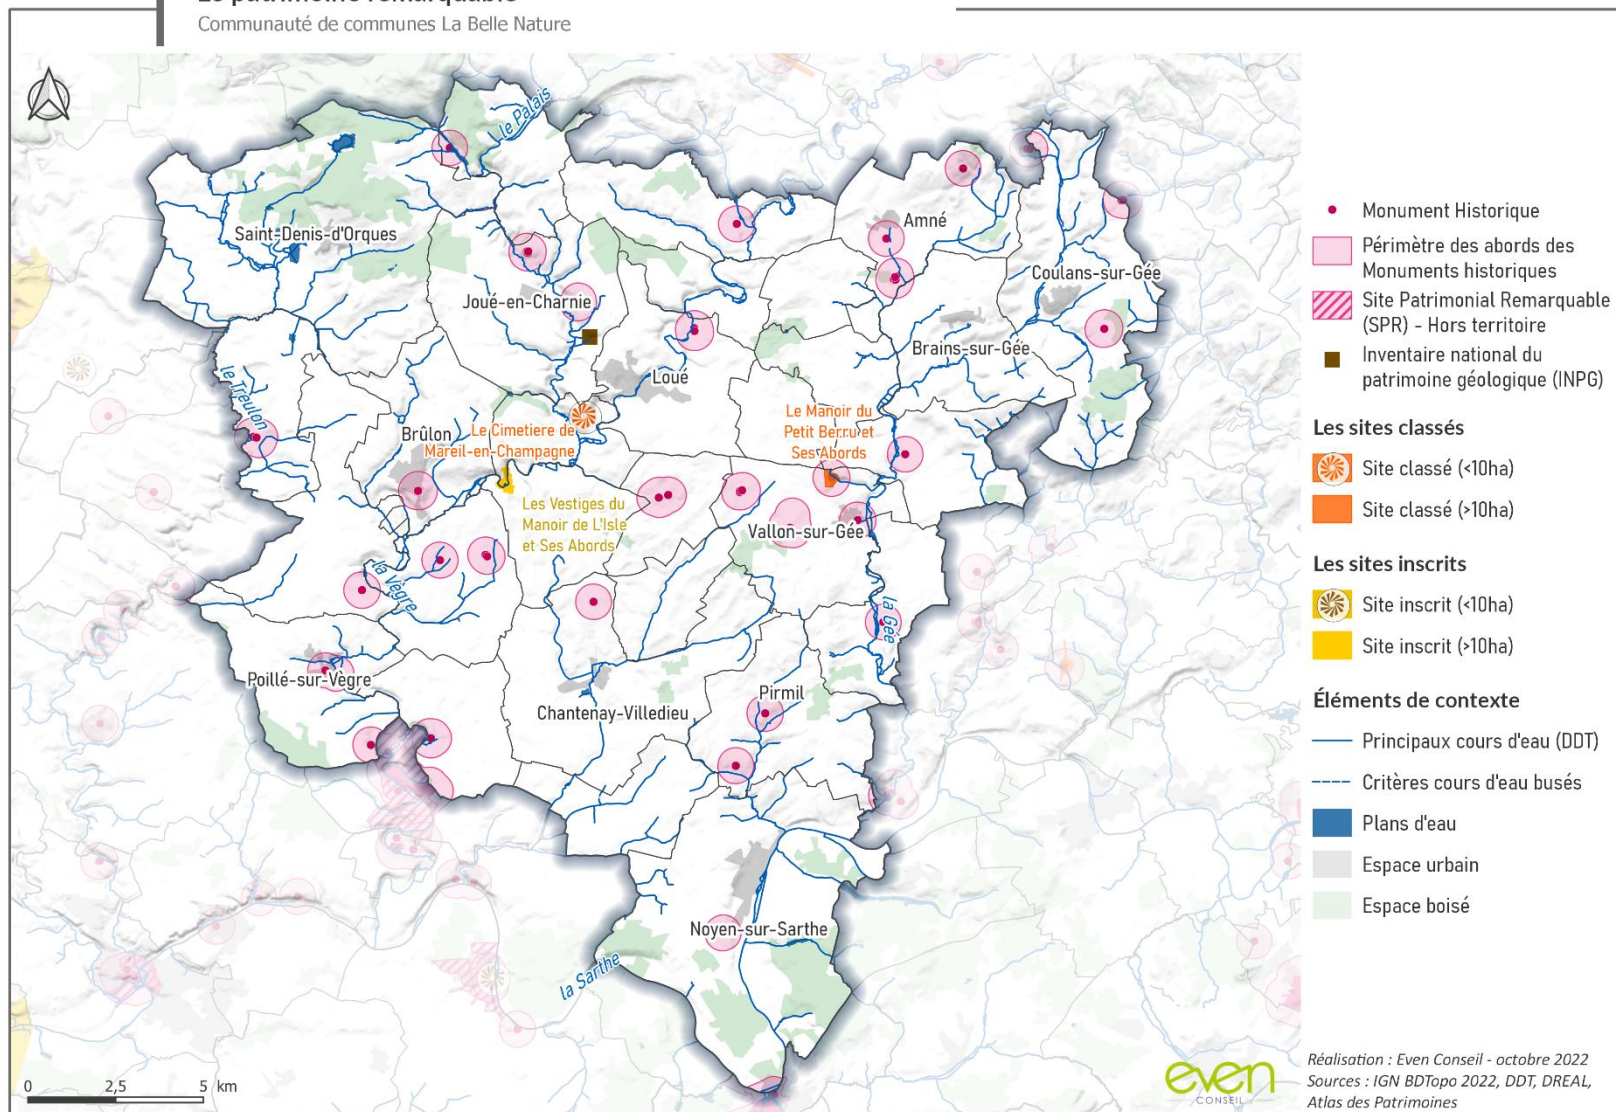 Communauté de communes La Belle Nature
le Palais
Saint-Denis-d'Orques
Amné
Coulans-sur-Gée
Joué-en-Charnie
Brains-sur-Gée
Loué
le Treulon
Brûlon
Le Cimetiere de
Mareil-en-Champagne
Le Manoir du
Petit Berru et
Ses Abords
Les Vestiges du
Manoir de L'Isle
et Ses Abords
Vallon-sur-Gée
la Vègre
la Gée
Poillé-sur-Vègre
Chantenay-Villedieu
Pirmil
Noyen-sur-Sarthe
la Sarthe
0 2,5 5 km
Monument Historique
Périmètre des abords des
Monuments historiques
Site Patrimonial Remarquable
(SPR) - Hors territoire
Inventaire national du
patrimoine géologique (INPG)
Les sites classés
Site classé (<10ha)
Site classé (>10ha)
Les sites inscrits
Site inscrit (<10ha)
Site inscrit (>10ha)
Éléments de contexte
Principaux cours d'eau (DDT)
Critères cours d'eau busés
Plans d'eau
Espace urbain
Espace boisé
even
CONSEIL
Réalisation : Even Conseil - octobre 2022
Sources : IGN BDTopo 2022, DDT, DREAL,
Atlas des Patrimoines